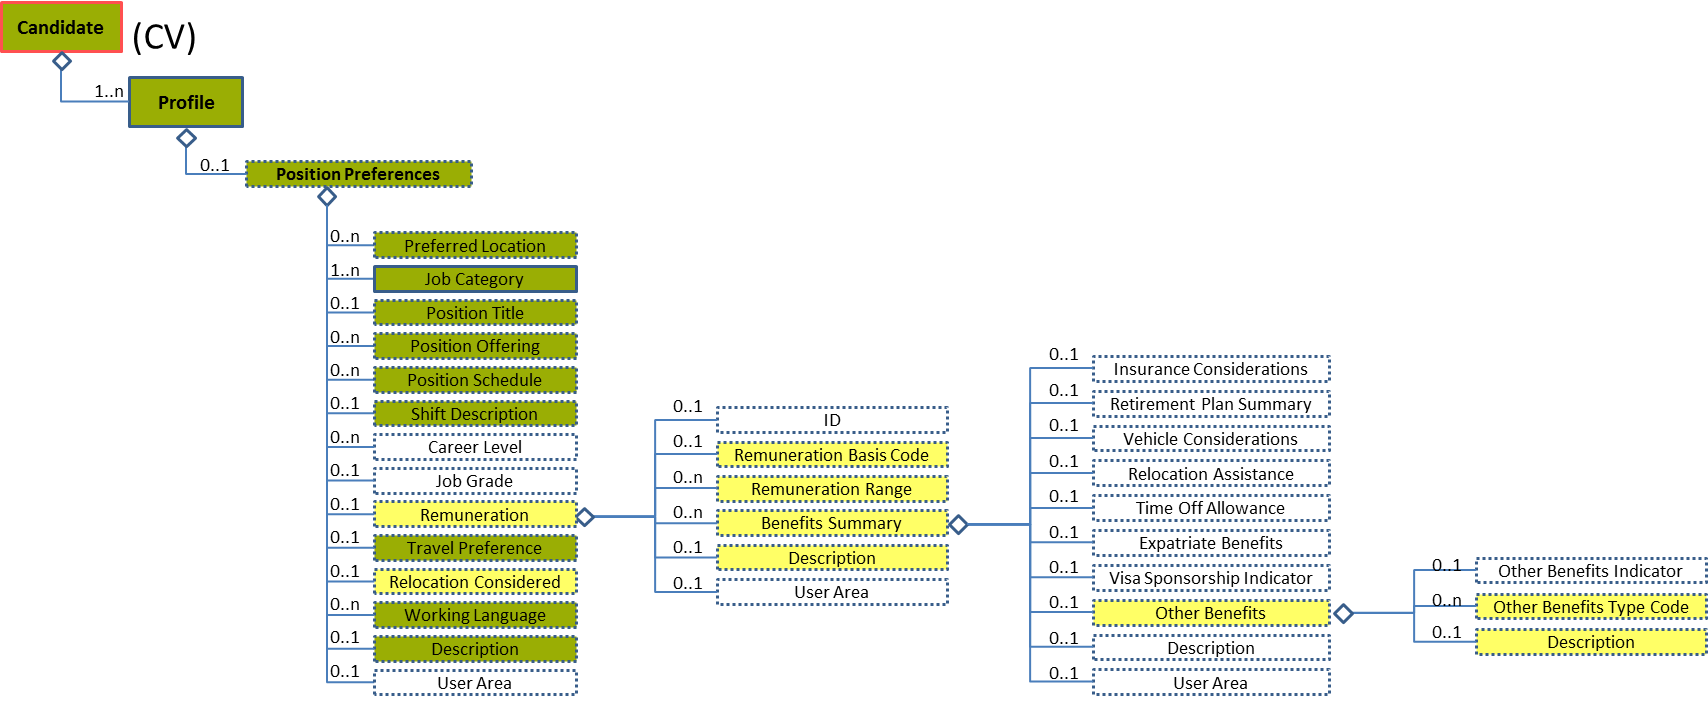 Candidate
(CV)
1..n
Profile
0..1
Position Preferences
0..n
Preferred Location
1..n
Job Category
0..1
Position Title
0..n
Position Offering
0..n
Position Schedule
0..1
Shift Description
0..n
Career Level
0..1
Job Grade
0..1
Remuneration
0..1
Travel Preference
0..1
Relocation Considered
0..n
Working Language
0..1
Description
0..1
User Area
0..1
ID
0..1
Remuneration Basis Code
0..n
Remuneration Range
0..n
Benefits Summary
0..1
Description
0..1
User Area
0..1
Insurance Considerations
0..1
Retirement Plan Summary
0..1
Vehicle Considerations
0..1
Relocation Assistance
0..1
Time Off Allowance
0..1
Expatriate Benefits
0..1
Visa Sponsorship Indicator
0..1
Other Benefits
0..1
Description
0..1
User Area
0..1
Other Benefits Indicator
0..n
Other Benefits Type Code
0..1
Description